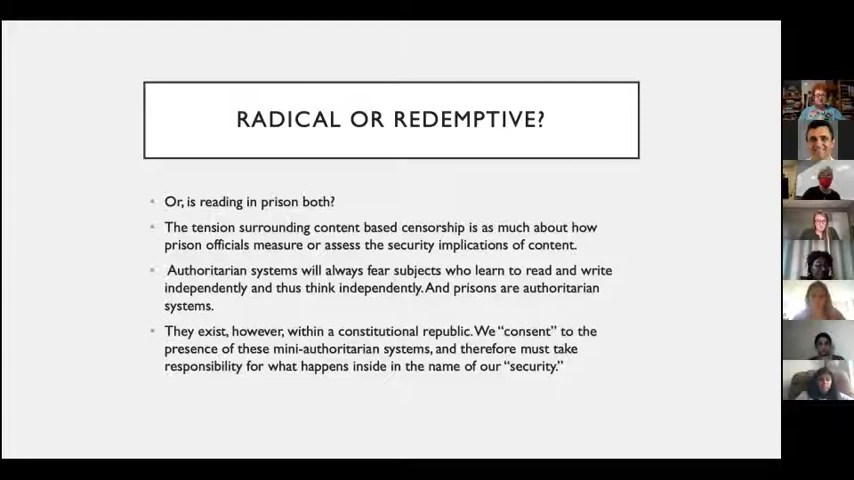 RADICAL OR REDEMPTIVE?
Or, is reading in prison both?
The tension surrounding content based censorship is as much about how
prison officials measure or assess the security implications of content.
Authoritarian systems will always fear subjects who learn to read and write
independently and thus think independently. And prisons are authoritarian
systems.
They exist, however, within a constitutional republic. We “consent” to the
presence of these mini-authoritarian systems, and therefore must take
responsibility for what happens inside in the name of our “security.”